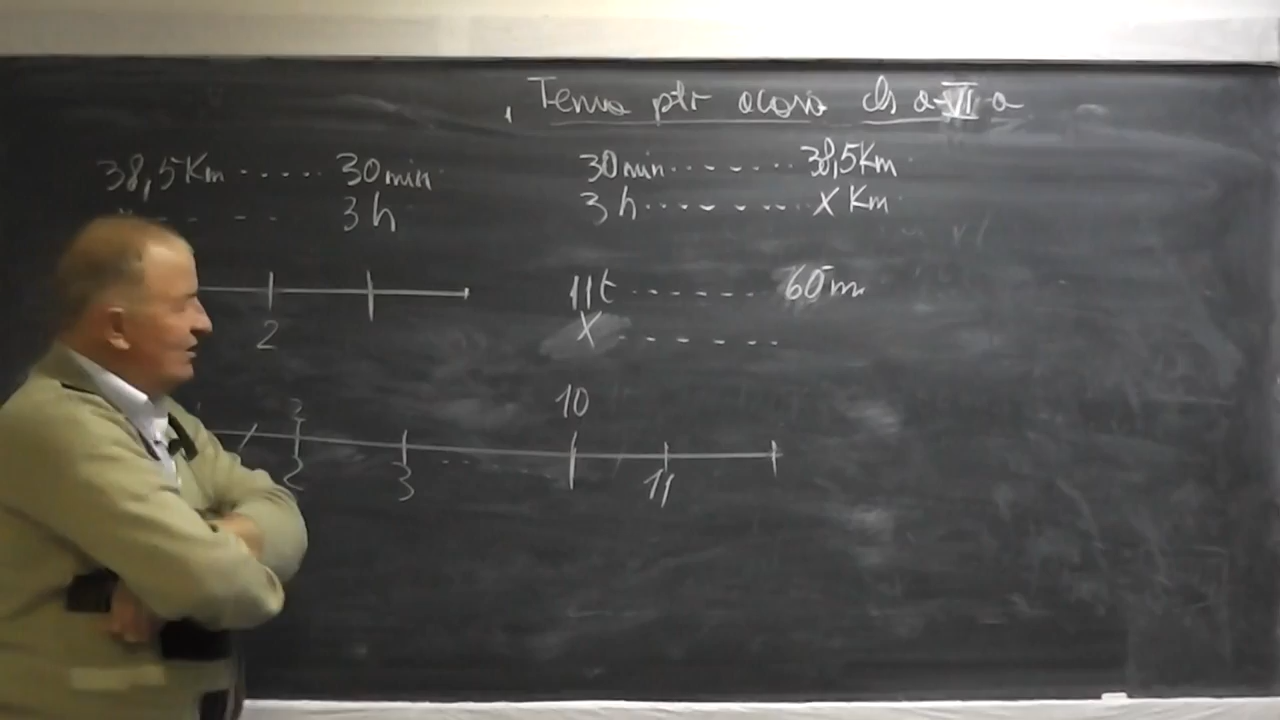 Tema ptr acasă cls a-VI a
38,5Km ..... 30min
- - - 3h
30min....... 38,5Km
3h........ X Km
2
11t ....... 60m
X .......
2
10
2 3 ...... 11